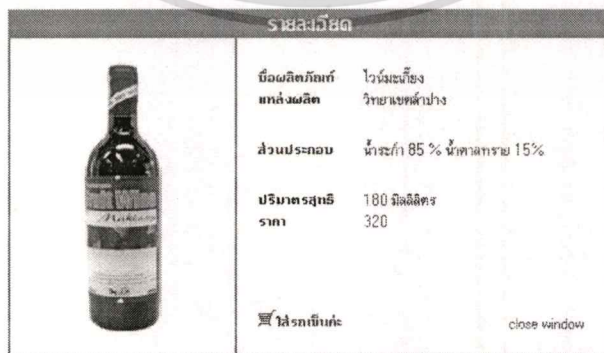 รายละเอียด
ชื่อผลิตภัณฑ์ ไวน์มะเกี๋ยง
แหล่งผลิต วิทยาเขตลำปาง
ส่วนประกอบ น้ำระกำ 85 % น้ำตาลทราย 15%
ปริมาตรสุทธิ 180 มิลลิลิตร
ราคา 320
ใส่รถเข็นค่ะ
close window